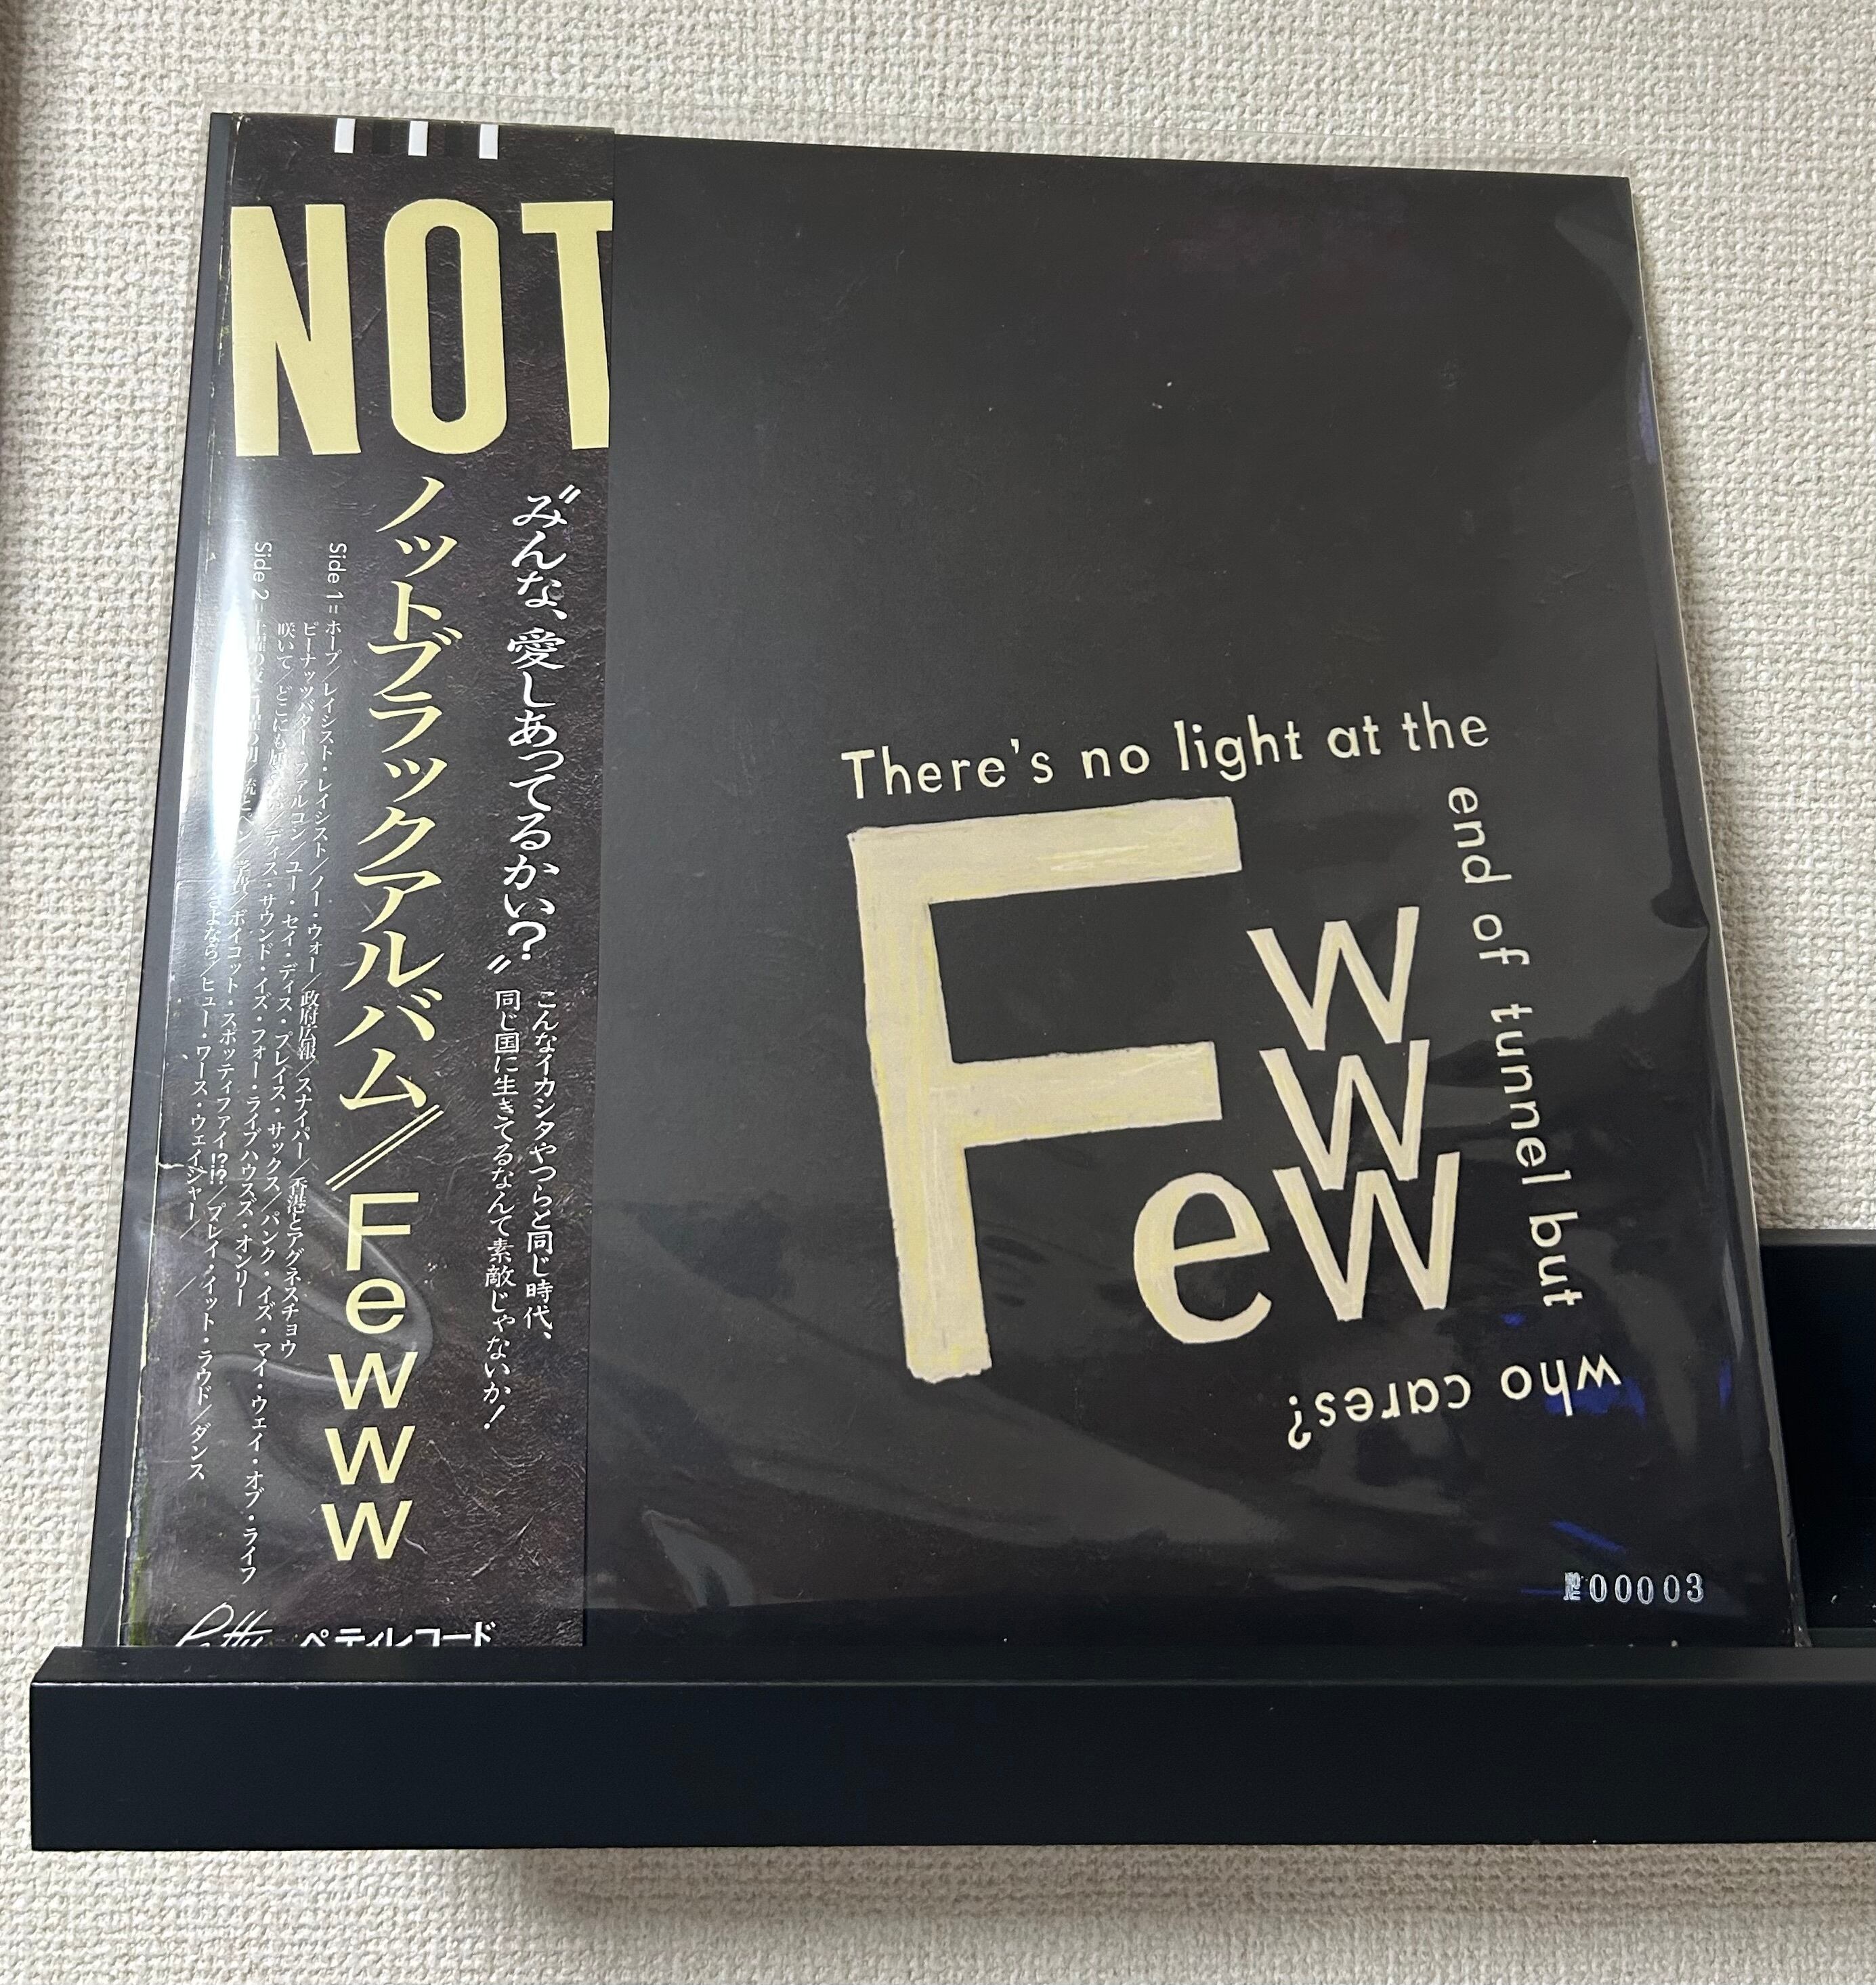 NOT
"みんな、愛しあってるかい?"
こんなイカシタやつらと同じ時代、
同じ国に生きてるなんて素敵じゃないか!
ノットブラックアルバム//Fewww
Side 1= ホープ/レイシスト・レイシスト/ノー・ウォー/政府広報/スナイパー/香港とアグネスチョウ
ピーナッツバター・ファルコン/ユー・セイ・ディス・プレイス・サックス/パンク・イズ・マイ・ウェイ・オブ・ライフ
咲いて/どこにも /ディス・サウンド・イズ・フォー・ライブハウスズ・オンリー
Side 2= 銃とペン ボイコット・スポッティファイ!?/プレイ・イット・ラウド/ダンス
さよなら/ヒュー・ワース・ウェイジャー/
Petty ペティレコード
There's no light at the
end of tunnel but
who cares?
Fewww
00003